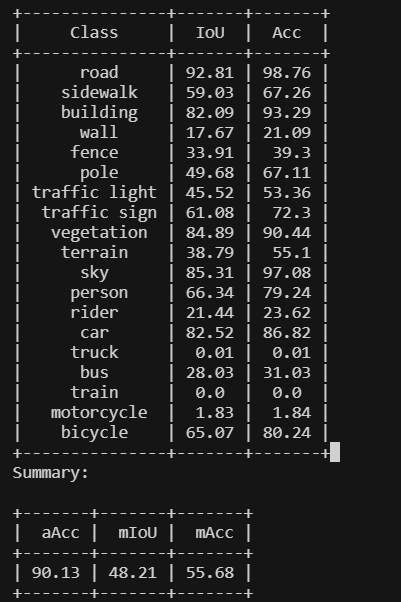 +---------------+-------+-------+
|     Class     |  IoU  |  Acc  |
+---------------+-------+-------+
|      road     | 92.81 | 98.76 |
|    sidewalk   | 59.03 | 67.26 |
|    building   | 82.09 | 93.29 |
|      wall     | 17.67 | 21.09 |
|     fence     | 33.91 |  39.3 |
|      pole     | 49.68 | 67.11 |
| traffic light | 45.52 | 53.36 |
|  traffic sign | 61.08 |  72.3 |
|   vegetation  | 84.89 | 90.44 |
|    terrain    | 38.79 |  55.1 |
|      sky      | 85.31 | 97.08 |
|     person    | 66.34 | 79.24 |
|     rider     | 21.44 | 23.62 |
|      car      | 82.52 | 86.82 |
|     truck     |  0.01 |  0.01 |
|      bus      | 28.03 | 31.03 |
|     train     |  0.0  |  0.0  |
|   motorcycle  |  1.83 |  1.84 |
|    bicycle    | 65.07 | 80.24 |
+---------------+-------+-------+
Summary:

+-------+-------+-------+
|  aAcc |  mIoU |  mAcc |
+-------+-------+-------+
| 90.13 | 48.21 | 55.68 |
+-------+-------+-------+